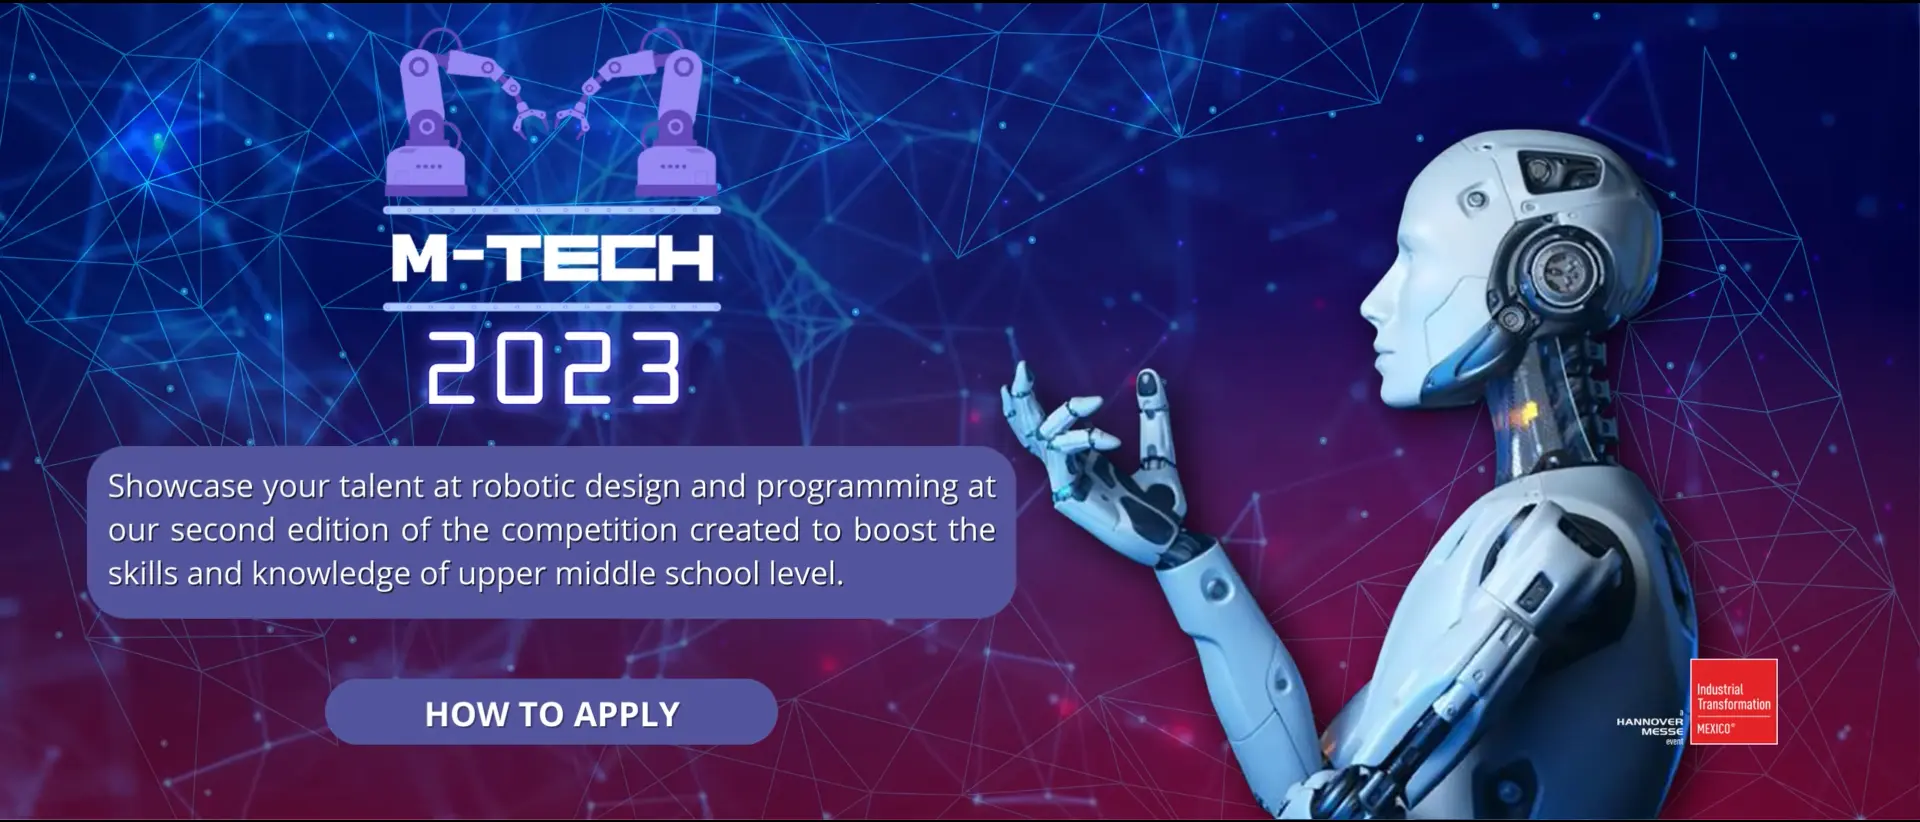 M-TECH
2023
Showcase your talent at robotic design and programming at
our second edition of the competition created to boost the
skills and knowledge of upper middle school level.
HOW TO APPLY
a
HANNOVER
MESSE
event
Industrial
Transformation
MEXICO